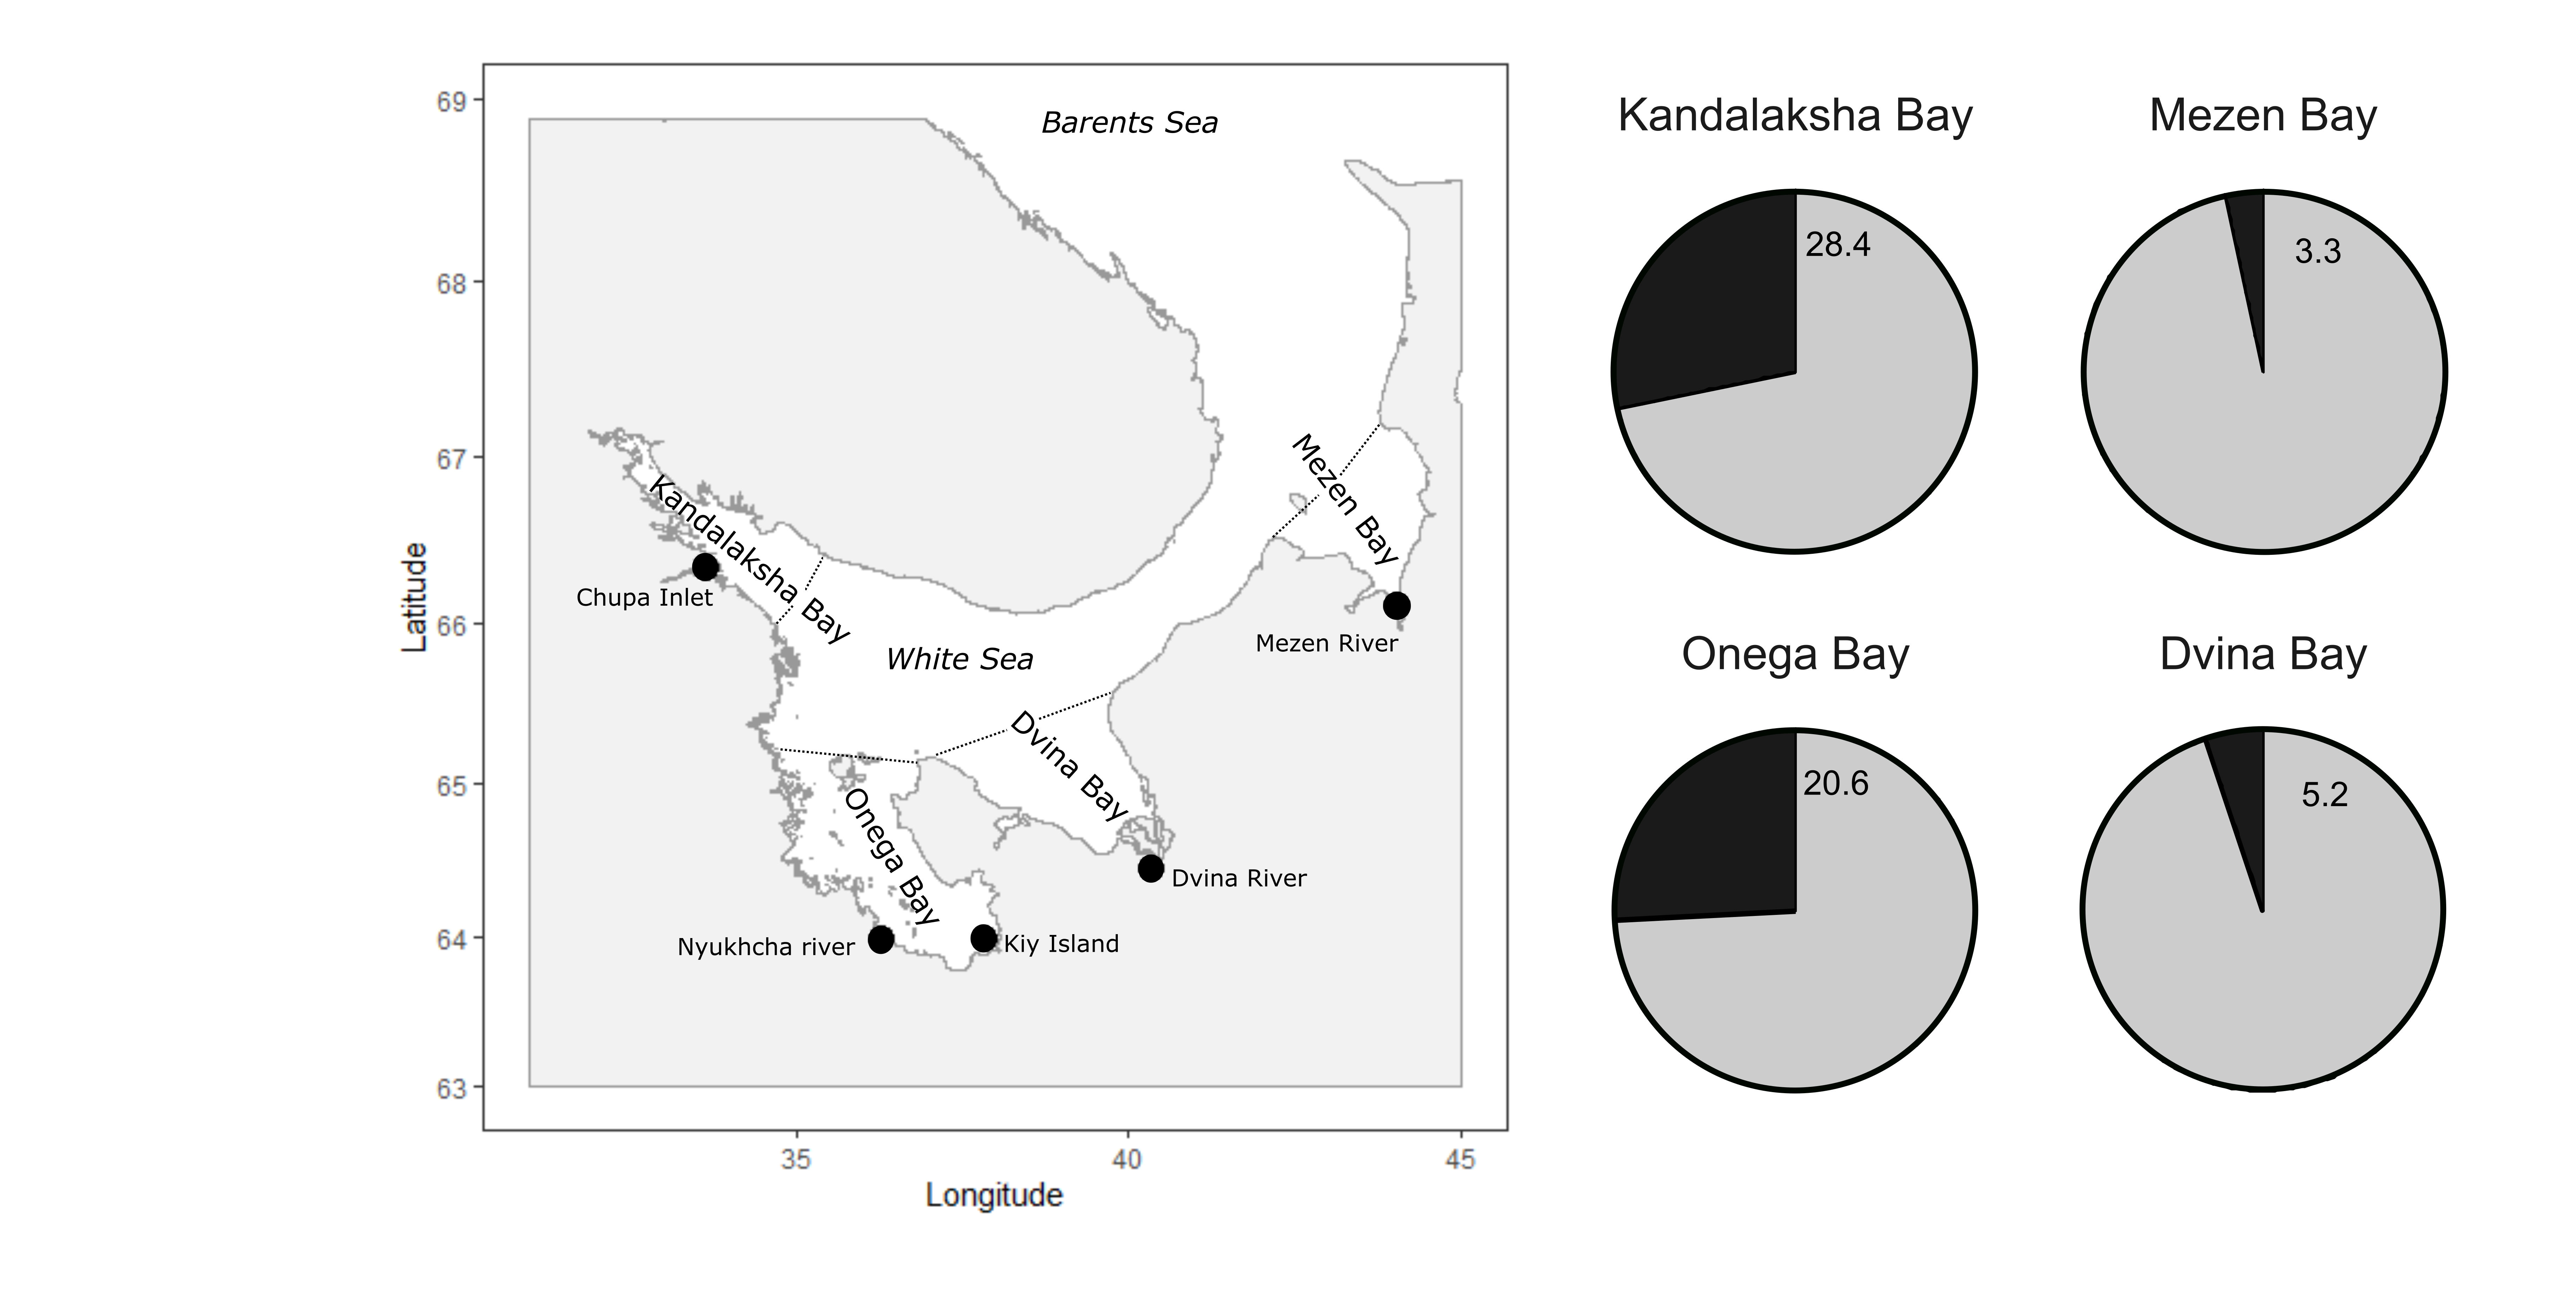 Barents Sea
69
68
67
66
65
64
63
Latitude
Kandalaksha Bay
Chupa Inlet
Mezen Bay
Mezen River
White Sea
Dvina Bay
Onega Bay
Dvina River
Nyukhcha river
Kiy Island
35
40
45
Longitude
Kandalaksha Bay
28.4
Mezen Bay
3.3
Onega Bay
20.6
Dvina Bay
5.2